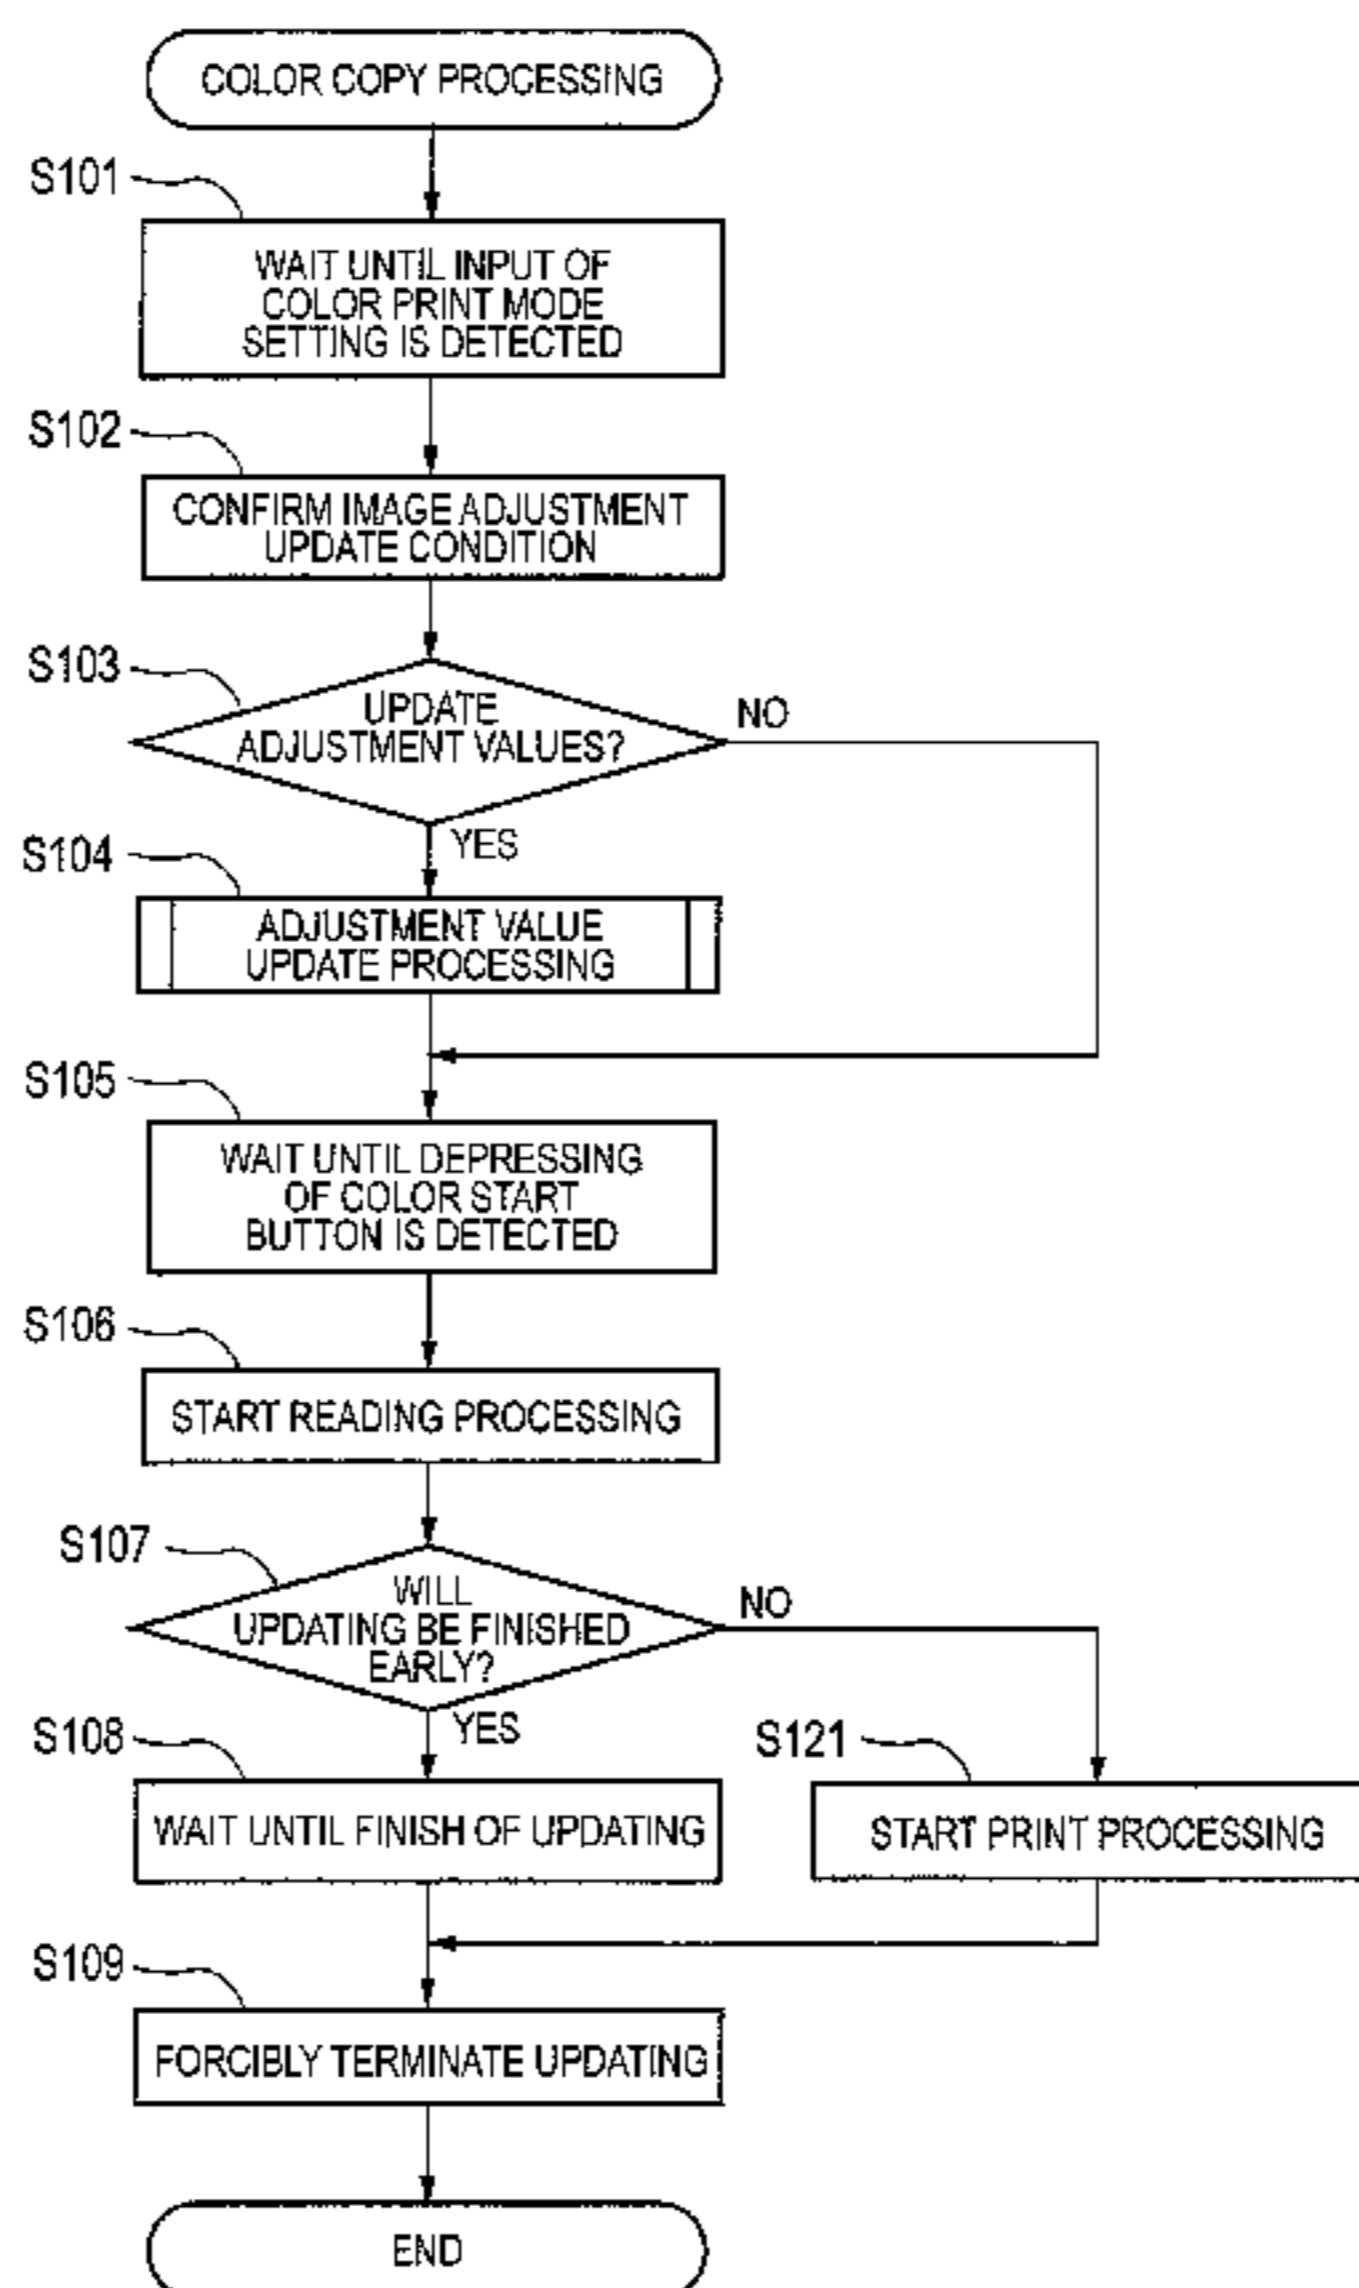 COLOR COPY PROCESSING
S101
WAIT UNTIL INPUT OF
COLOR PRINT MODE
SETTING IS DETECTED
S102
CONFIRM IMAGE ADJUSTMENT
UPDATE CONDITION
S103
UPDATE
ADJUSTMENT VALUES?
NO
YES
S104
ADJUSTMENT VALUE
UPDATE PROCESSING
S105
WAIT UNTIL DEPRESSING
OF COLOR START
BUTTON IS DETECTED
S106
START READING PROCESSING
S107
WILL
UPDATING BE FINISHED
EARLY?
NO
YES
S108
WAIT UNTIL FINISH OF UPDATING
S121
START PRINT PROCESSING
S109
FORCIBLY TERMINATE UPDATING
END